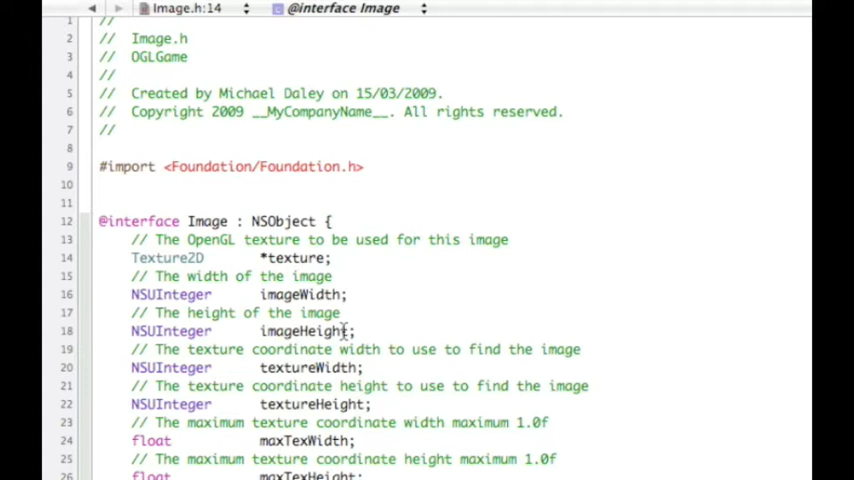 Image.h:14 @interface Image
1 //
2 // Image.h
3 // OGLGame
4 //
5 // Created by Michael Daley on 15/03/2009.
6 // Copyright 2009 __MyCompanyName__. All rights reserved.
7 //
8
9 #import <Foundation/Foundation.h>
10
11
12 @interface Image : NSObject {
13 // The OpenGL texture to be used for this image
14 Texture2D *texture;
15 // The width of the image
16 NSUInteger imageWidth;
17 // The height of the image
18 NSUInteger imageHeight;
19 // The texture coordinate width to use to find the image
20 NSUInteger textureWidth;
21 // The texture coordinate height to use to find the image
22 NSUInteger textureHeight;
23 // The maximum texture coordinate width maximum 1.0f
24 float maxTexWidth;
25 // The maximum texture coordinate height maximum 1.0f
26 float maxTexHeight;